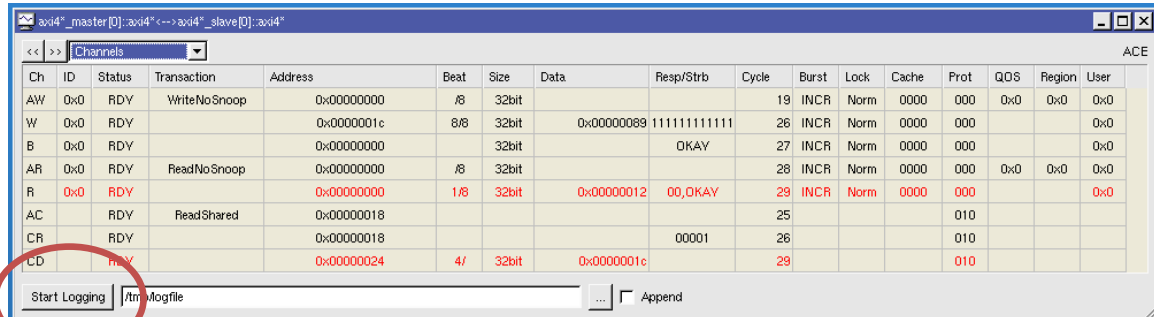 axi4*_master[0]::axi4*<-->axi4*_slave[0]::axi4*
<< >> Channels ACE
Ch ID Status Transaction Address Beat Size Data Resp/Strb Cycle Burst Lock Cache Prot QOS Region User
AW 0x0 RDY WriteNoSnoop 0x00000000 /8 32bit 19 INCR Norm 0000 000 0x0 0x0 0x0
W 0x0 RDY 0x0000001c 8/8 32bit 0x00000089 111111111111 26 INCR Norm 0000 000 0x0
B 0x0 RDY 0x00000000 32bit OKAY 27 INCR Norm 0000 000 0x0
AR 0x0 RDY ReadNoSnoop 0x00000000 /8 32bit 28 INCR Norm 0000 000 0x0 0x0 0x0
R 0x0 RDY 0x00000000 1/8 32bit 0x00000012 00,OKAY 29 INCR Norm 0000 000 0x0
AC RDY ReadShared 0x00000018 25 010
CR RDY 0x00000018 00001 26 010
CD RDY 0x00000024 4/ 32bit 0x0000001c 29 010
Start Logging /tmp/logfile ... Append